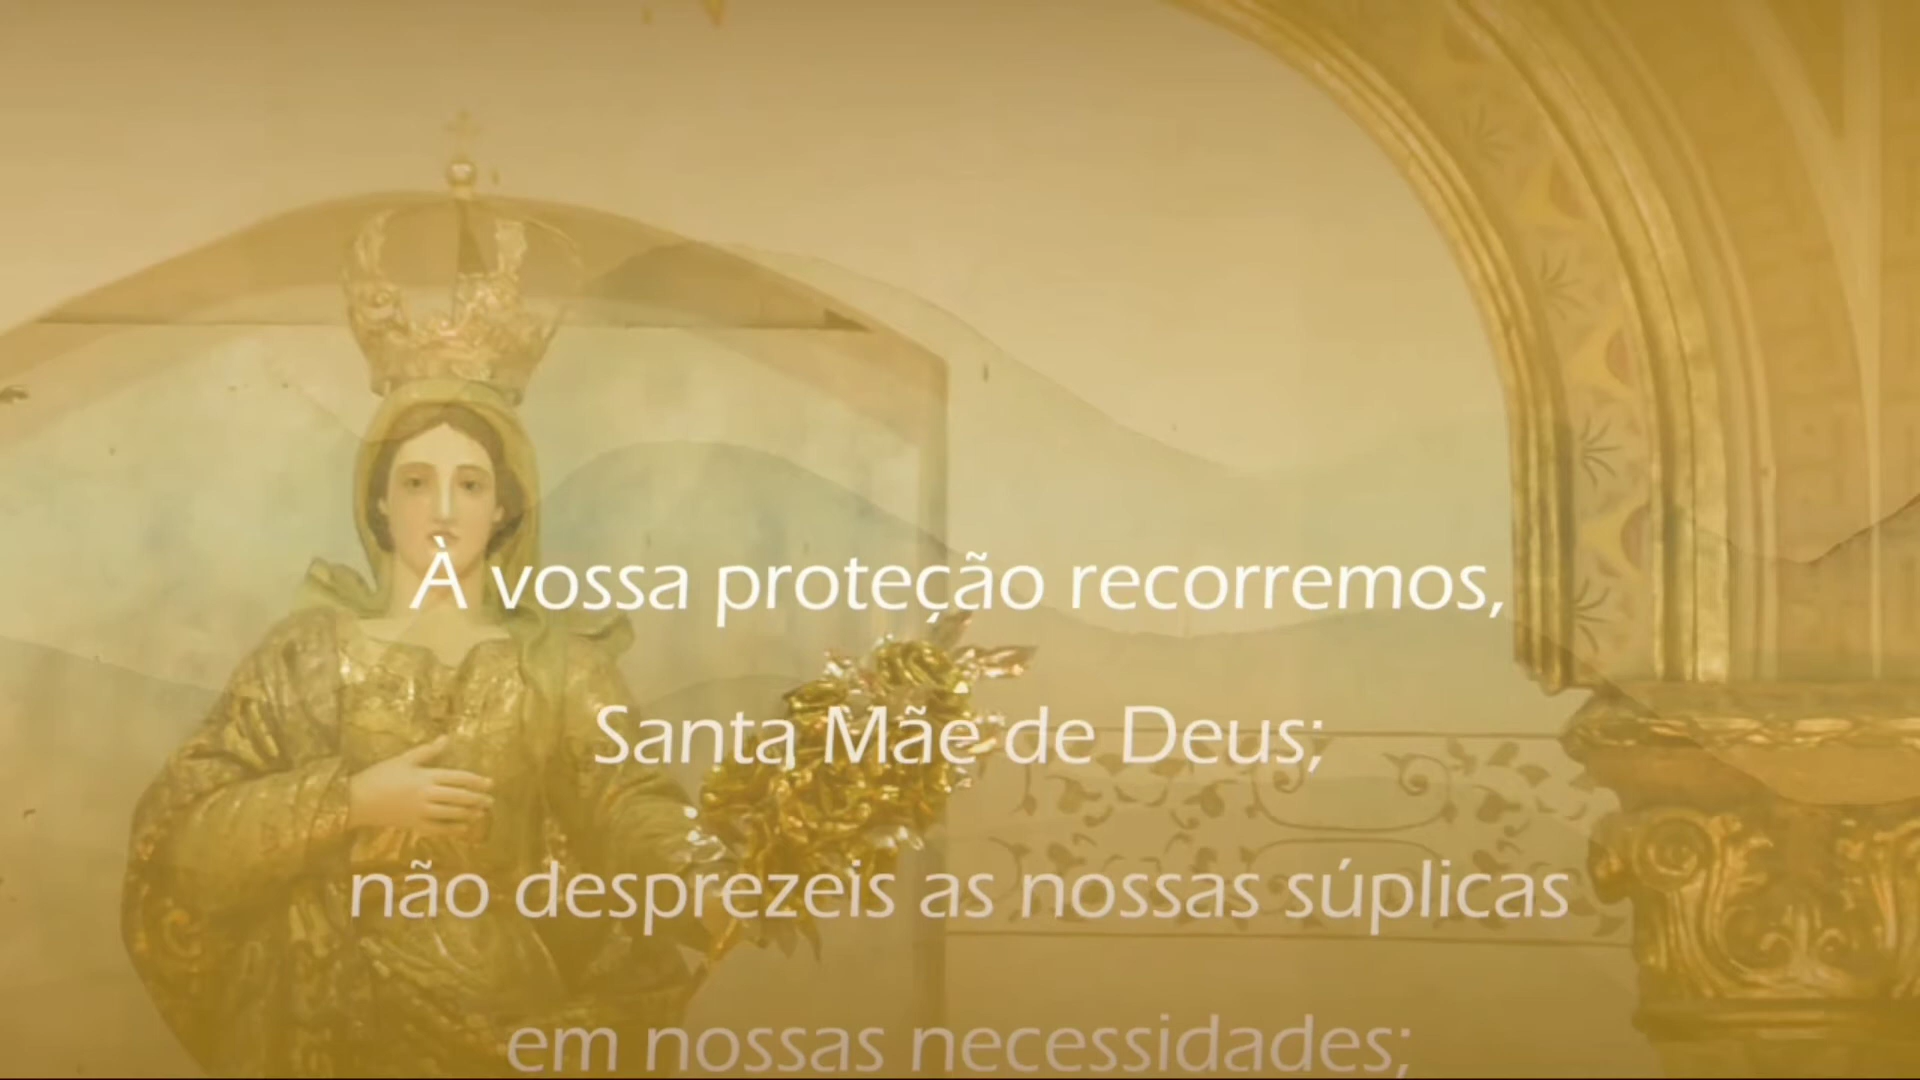 À vossa proteção recorremos,
Santa Mãe de Deus;
não desprezeis as nossas súplicas
em nossas necessidades;